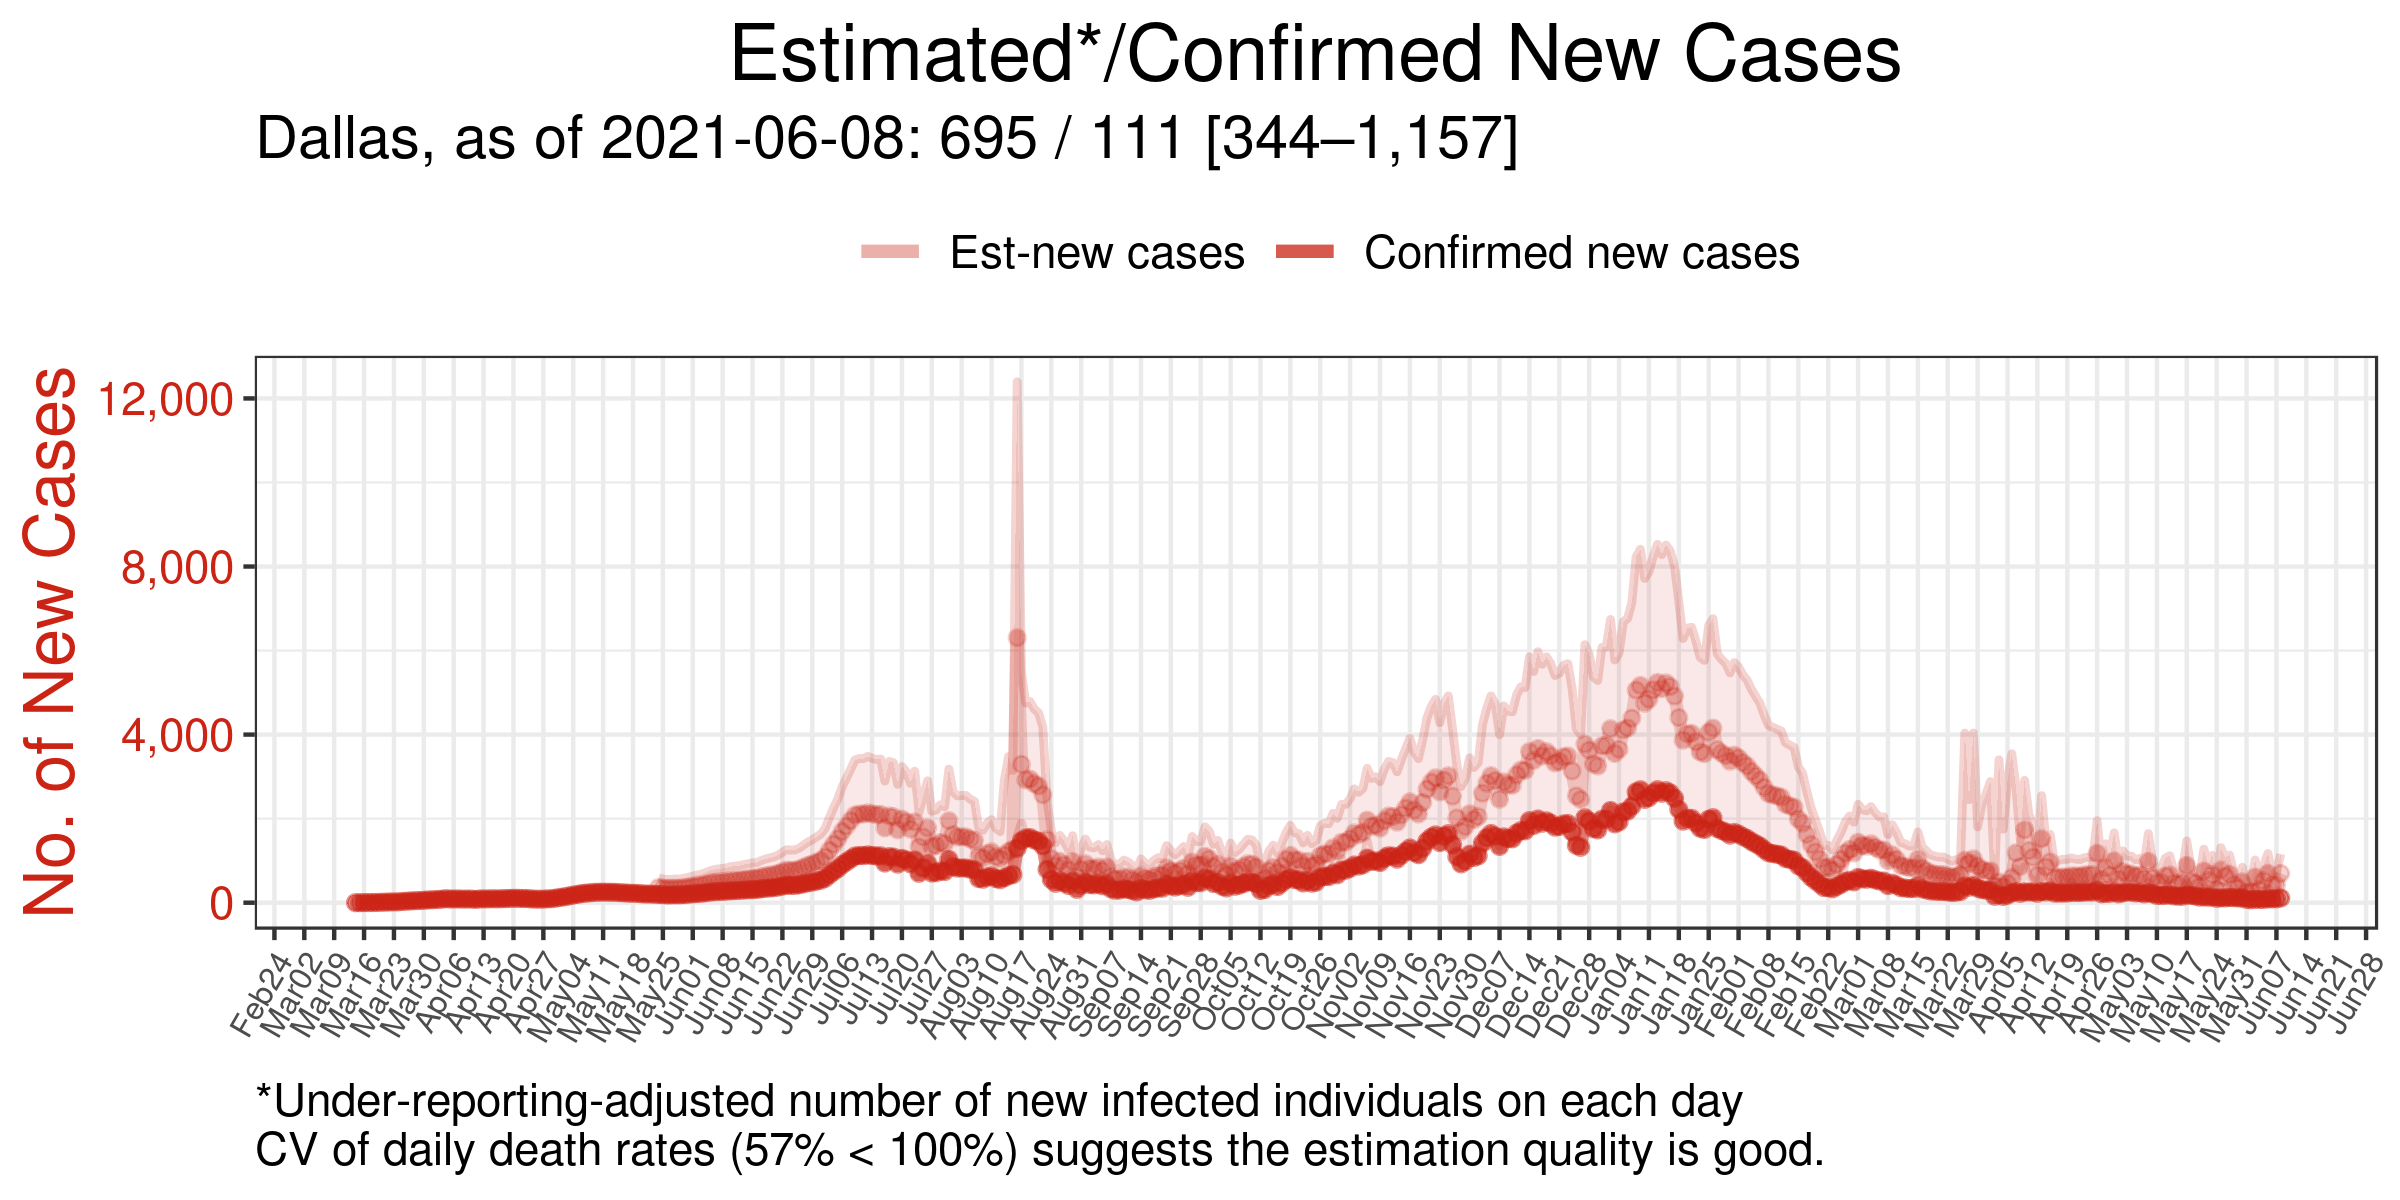 Estimated*/Confirmed New Cases
Dallas, as of 2021-06-08: 695 / 111 [344–1,157]
Est-new cases Confirmed new cases
No. of New Cases
12,000
8,000
4,000
0
Feb24 Mar02 Mar09 Mar16 Mar23 Mar30 Apr06 Apr13 Apr20 Apr27 May04 May11 May18 May25 Jun01 Jun08 Jun15 Jun22 Jun29 Jul06 Jul13 Jul20 Jul27 Aug03 Aug10 Aug17 Aug24 Aug31 Sep07 Sep14 Sep21 Sep28 Oct05 Oct12 Oct19 Oct26 Nov02 Nov09 Nov16 Nov23 Nov30 Dec07 Dec14 Dec21 Dec28 Jan04 Jan11 Jan18 Jan25 Feb01 Feb08 Feb15 Feb22 Mar01 Mar08 Mar15 Mar22 Mar29 Apr05 Apr12 Apr19 Apr26 May03 May10 May17 May24 May31 Jun07 Jun14 Jun21 Jun28
*Under-reporting-adjusted number of new infected individuals on each day
CV of daily death rates (57% < 100%) suggests the estimation quality is good.